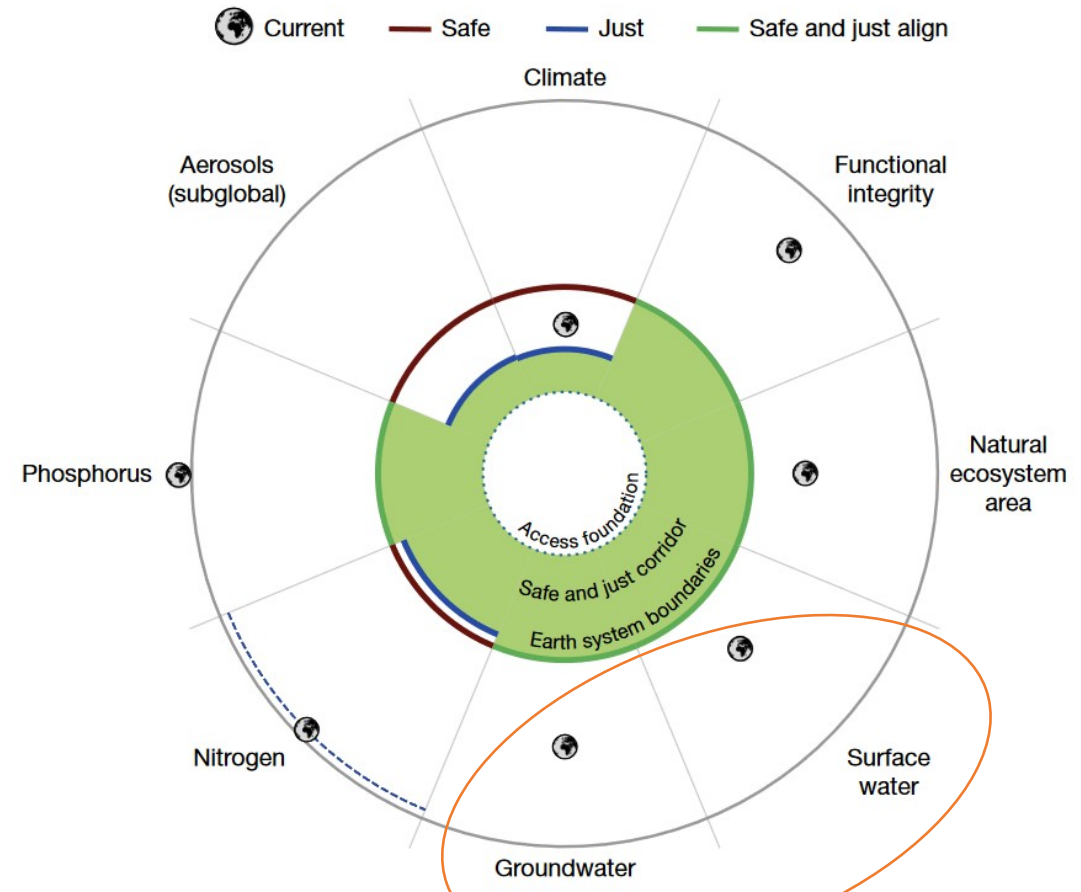 Current
Safe
Just
Safe and just align
Climate
Aerosols
(subglobal)
Functional
integrity
Phosphorus
Natural
ecosystem
area
Access foundation
Safe and just corridor
Earth system boundaries
Nitrogen
Surface
water
Groundwater